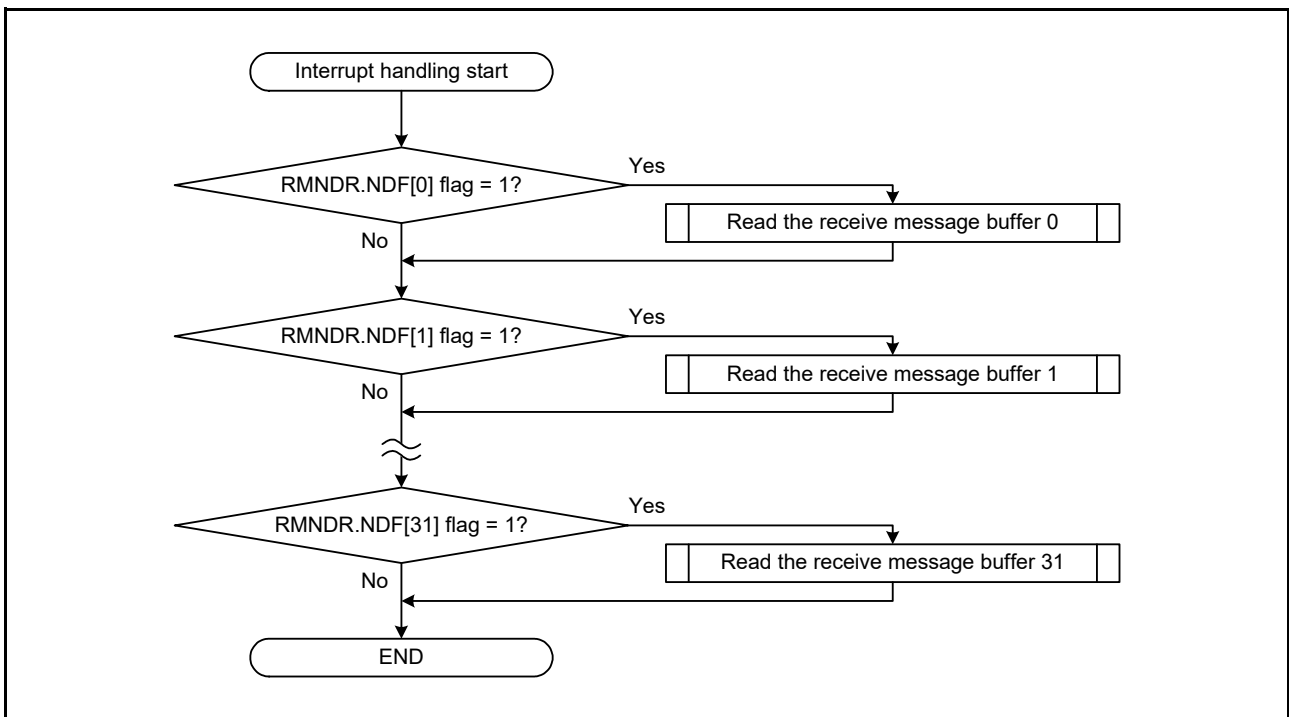 Interrupt handling start
RMNDR.NDF[0] flag = 1?
Yes
Read the receive message buffer 0
No
RMNDR.NDF[1] flag = 1?
Yes
Read the receive message buffer 1
No
RMNDR.NDF[31] flag = 1?
Yes
Read the receive message buffer 31
No
END